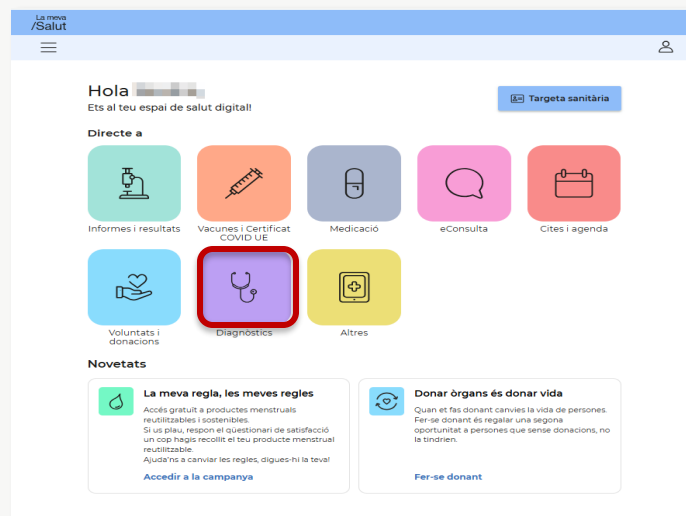 La meva
/Salut
Hola
Ets al teu espai de salut digital!
Targeta sanitària
Directe a
Informes i resultats
Vacunes i Certificat
COVID UE
Medicació
eConsulta
Cites i agenda
Voluntats i
donacions
Diagnòstics
Altres
Novetats
La meva regla, les meves regles
Accés gratuït a productes menstruals
reutilitzables i sostenibles.
Si us plau, respon el qüestionari de satisfacció
un cop hagis recollit el teu producte menstrual
reutilitzable.
Ajuda'ns a canviar les regles, digues-hi la teva!
Accedir a la campanya
Donar òrgans és donar vida
Quan et fas donant canvies la vida de persones.
Fer-se donant és regalar una segona
oportunitat a persones que sense donacions, no
la tindrien.
Fer-se donant